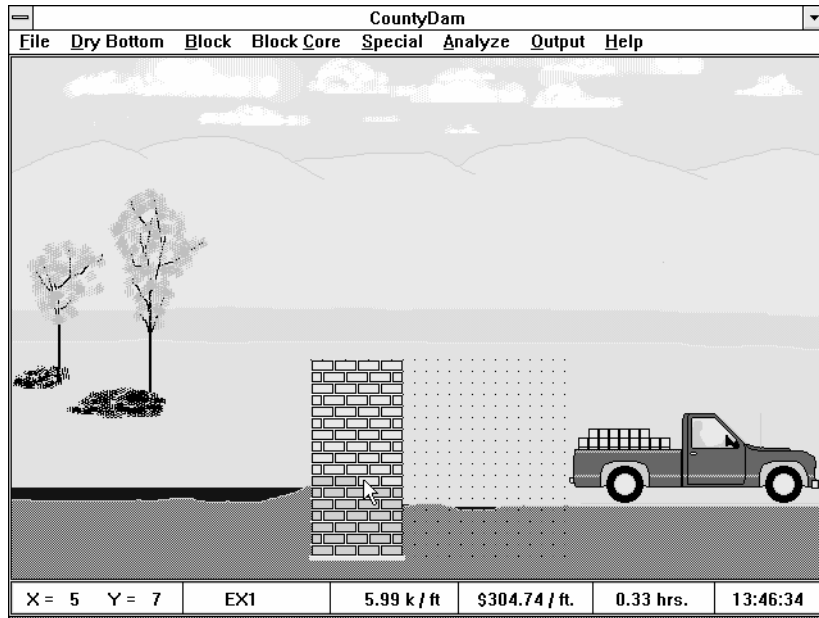 CountyDam
File Dry Bottom Block Block Core Special Analyze Output Help
X = 5 Y = 7 EX1 5.99 k / ft $304.74 / ft. 0.33 hrs. 13:46:34